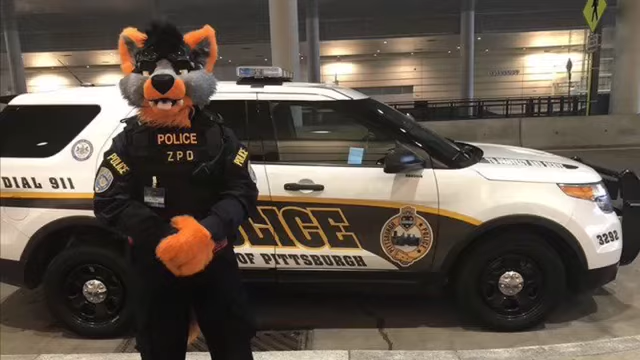 POLICE
ZPD
POLICE
POLICE
DIAL 911
POLICE
OF PITTSBURGH
3292